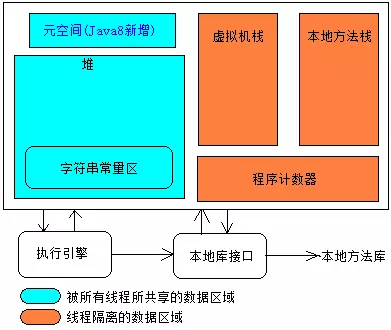 元空间(Java8新增)
堆
字符串常量区
虚拟机栈
本地方法栈
程序计数器
执行引擎
本地库接口
本地方法库
被所有线程所共享的数据区域
线程隔离的数据区域